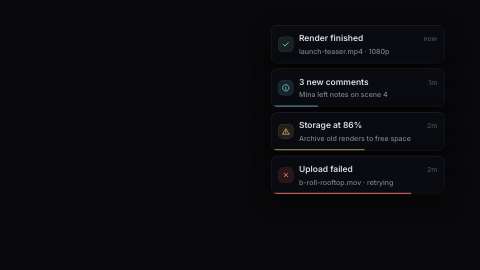 Render finished
now
launch-teaser.mp4 · 1080p
3 new comments
1m
Mina left notes on scene 4
Storage at 86%
2m
Archive old renders to free space
Upload failed
2m
b-roll-rooftop.mov · retrying